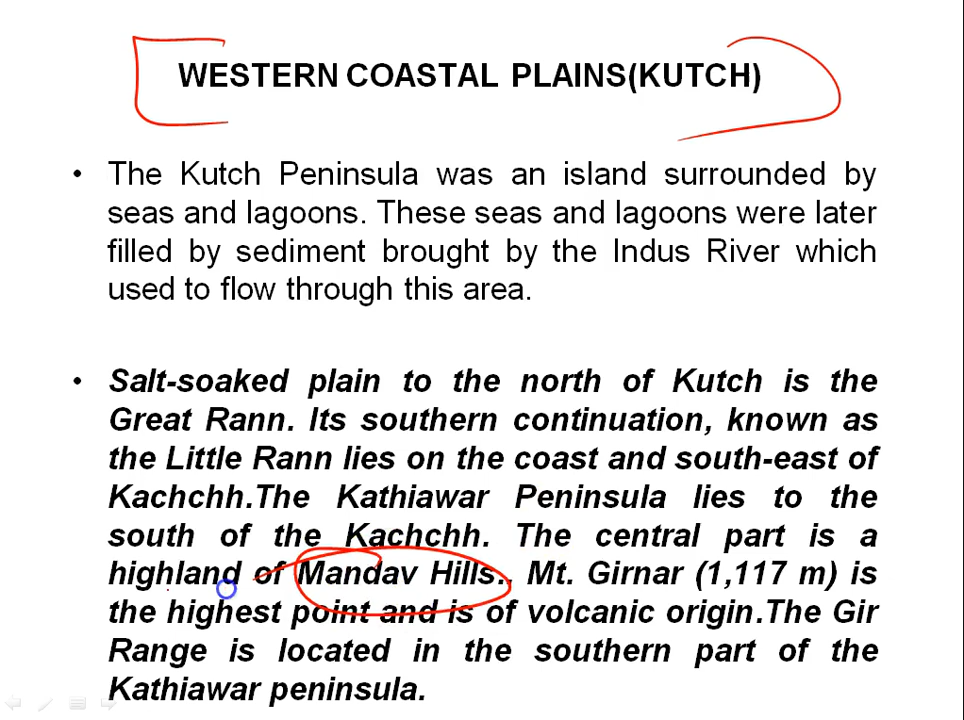 WESTERN COASTAL PLAINS(KUTCH)
• The Kutch Peninsula was an island surrounded by
seas and lagoons. These seas and lagoons were later
filled by sediment brought by the Indus River which
used to flow through this area.
• Salt-soaked plain to the north of Kutch is the
Great Rann. Its southern continuation, known as
the Little Rann lies on the coast and south-east of
Kachchh.The Kathiawar Peninsula lies to the
south of the Kachchh. The central part is a
highland of Mandav Hills.. Mt. Girnar (1,117 m) is
the highest point and is of volcanic origin.The Gir
Range is located in the southern part of the
Kathiawar peninsula.